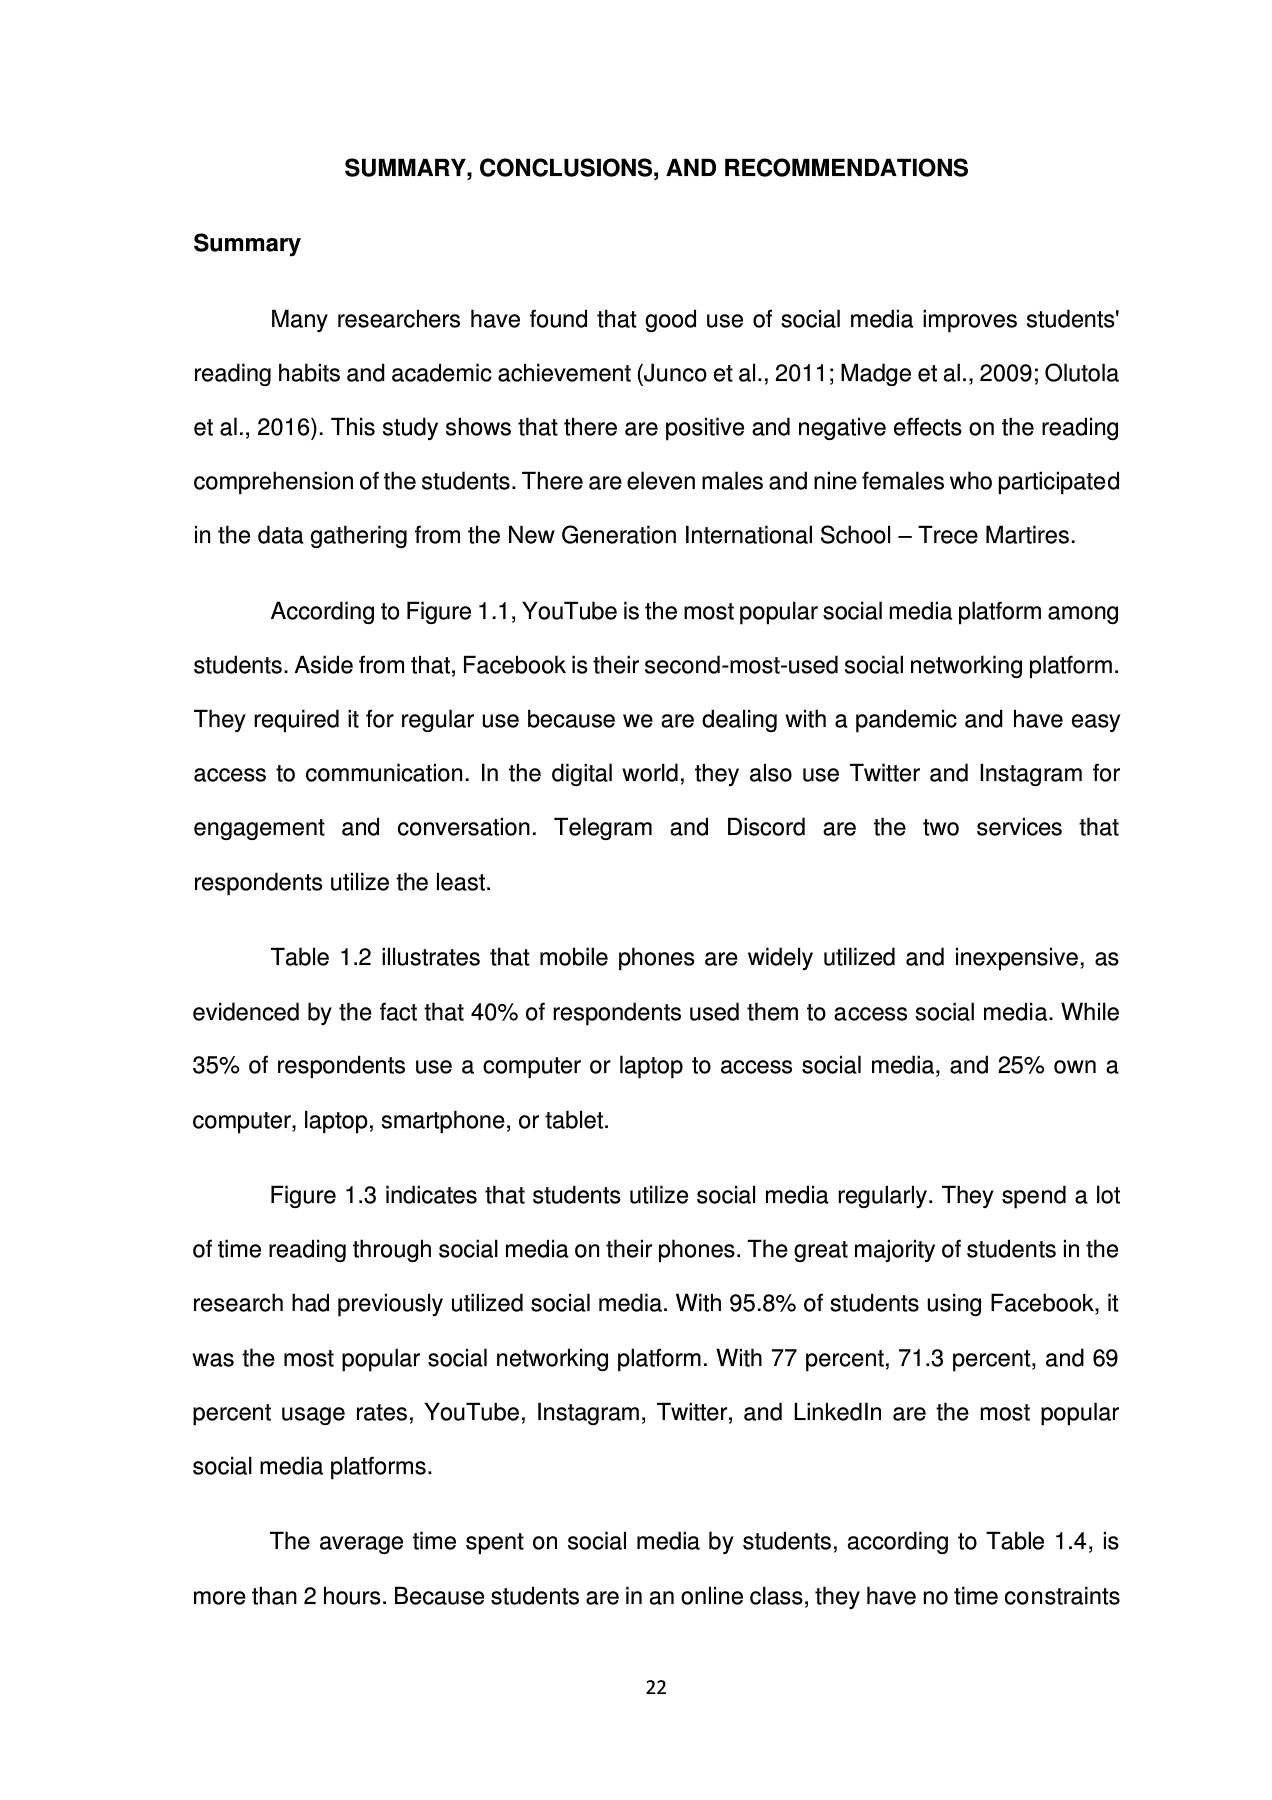 SUMMARY, CONCLUSIONS, AND RECOMMENDATIONS
Summary
Many researchers have found that good use of social media improves students'
reading habits and academic achievement (Junco et al., 2011; Madge et al., 2009; Olutola
et al., 2016). This study shows that there are positive and negative effects on the reading
comprehension of the students. There are eleven males and nine females who participated
in the data gathering from the New Generation International School – Trece Martires.
According to Figure 1.1, YouTube is the most popular social media platform among
students. Aside from that, Facebook is their second-most-used social networking platform.
They required it for regular use because we are dealing with a pandemic and have easy
access to communication. In the digital world, they also use Twitter and Instagram for
engagement and conversation. Telegram and Discord are the two services that
respondents utilize the least.
Table 1.2 illustrates that mobile phones are widely utilized and inexpensive, as
evidenced by the fact that 40% of respondents used them to access social media. While
35% of respondents use a computer or laptop to access social media, and 25% own a
computer, laptop, smartphone, or tablet.
Figure 1.3 indicates that students utilize social media regularly. They spend a lot
of time reading through social media on their phones. The great majority of students in the
research had previously utilized social media. With 95.8% of students using Facebook, it
was the most popular social networking platform. With 77 percent, 71.3 percent, and 69
percent usage rates, YouTube, Instagram, Twitter, and LinkedIn are the most popular
social media platforms.
The average time spent on social media by students, according to Table 1.4, is
more than 2 hours. Because students are in an online class, they have no time constraints
22